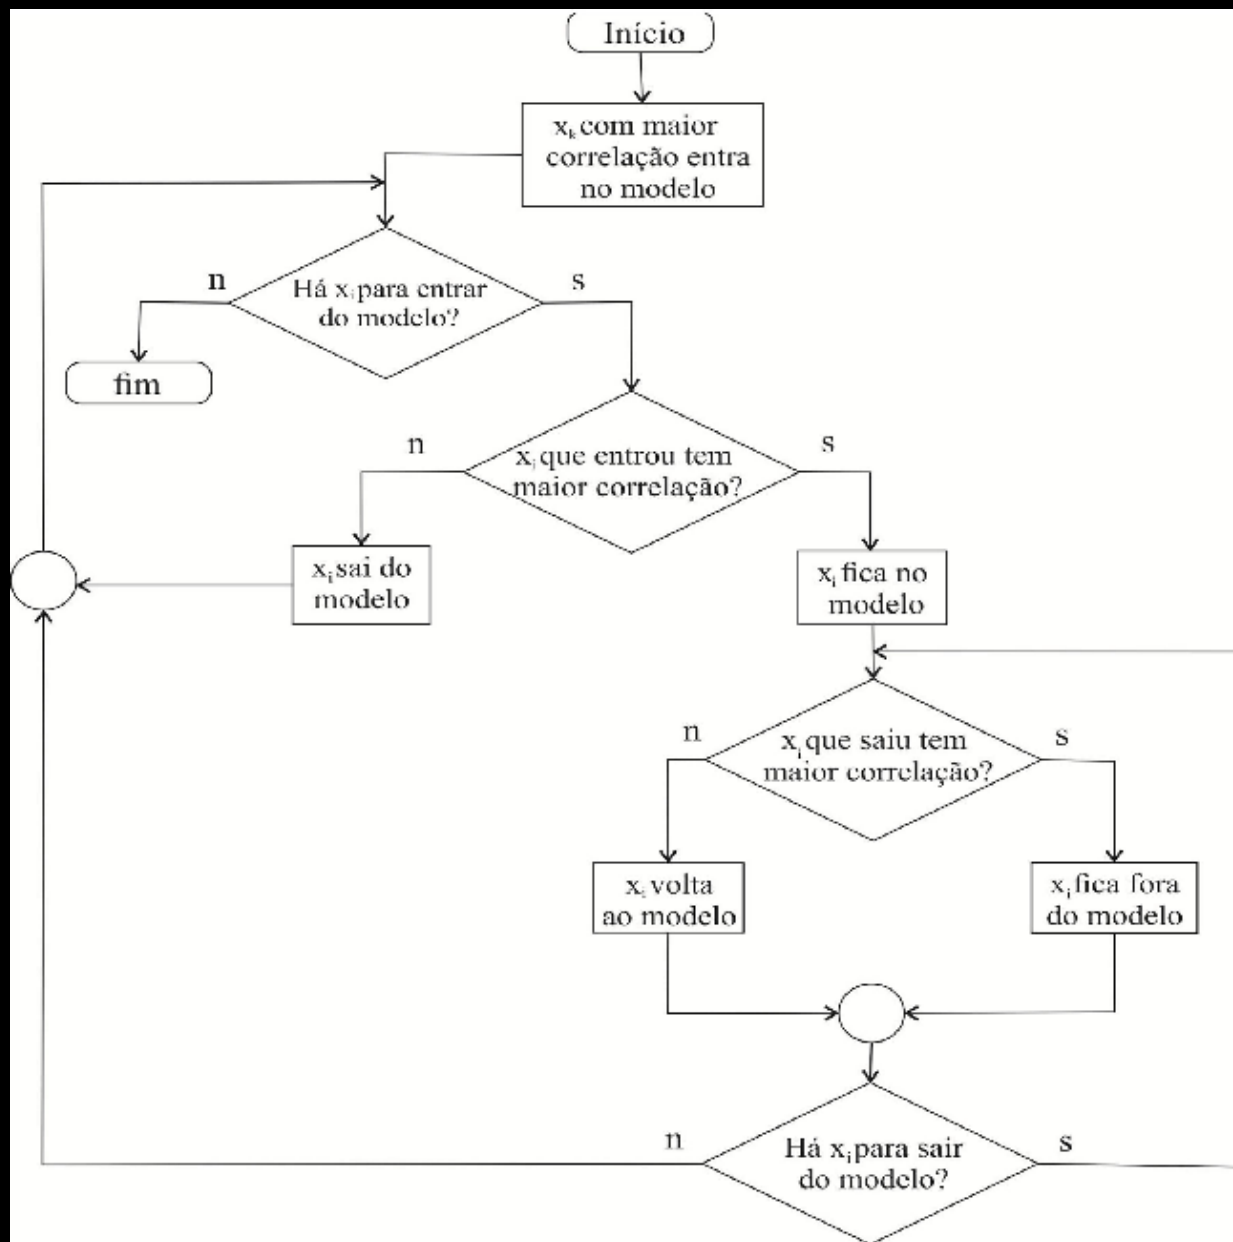 Início
xₖ com maior
correlação entra
no modelo
n
s
Há xᵢ para entrar
do modelo?
fim
n
s
xᵢ que entrou tem
maior correlação?
xᵢ sai do
modelo
xᵢ fica no
modelo
n
s
xᵢ que saiu tem
maior correlação?
xᵢ volta
ao modelo
xᵢ fica fora
do modelo
n
s
Há xᵢ para sair
do modelo?